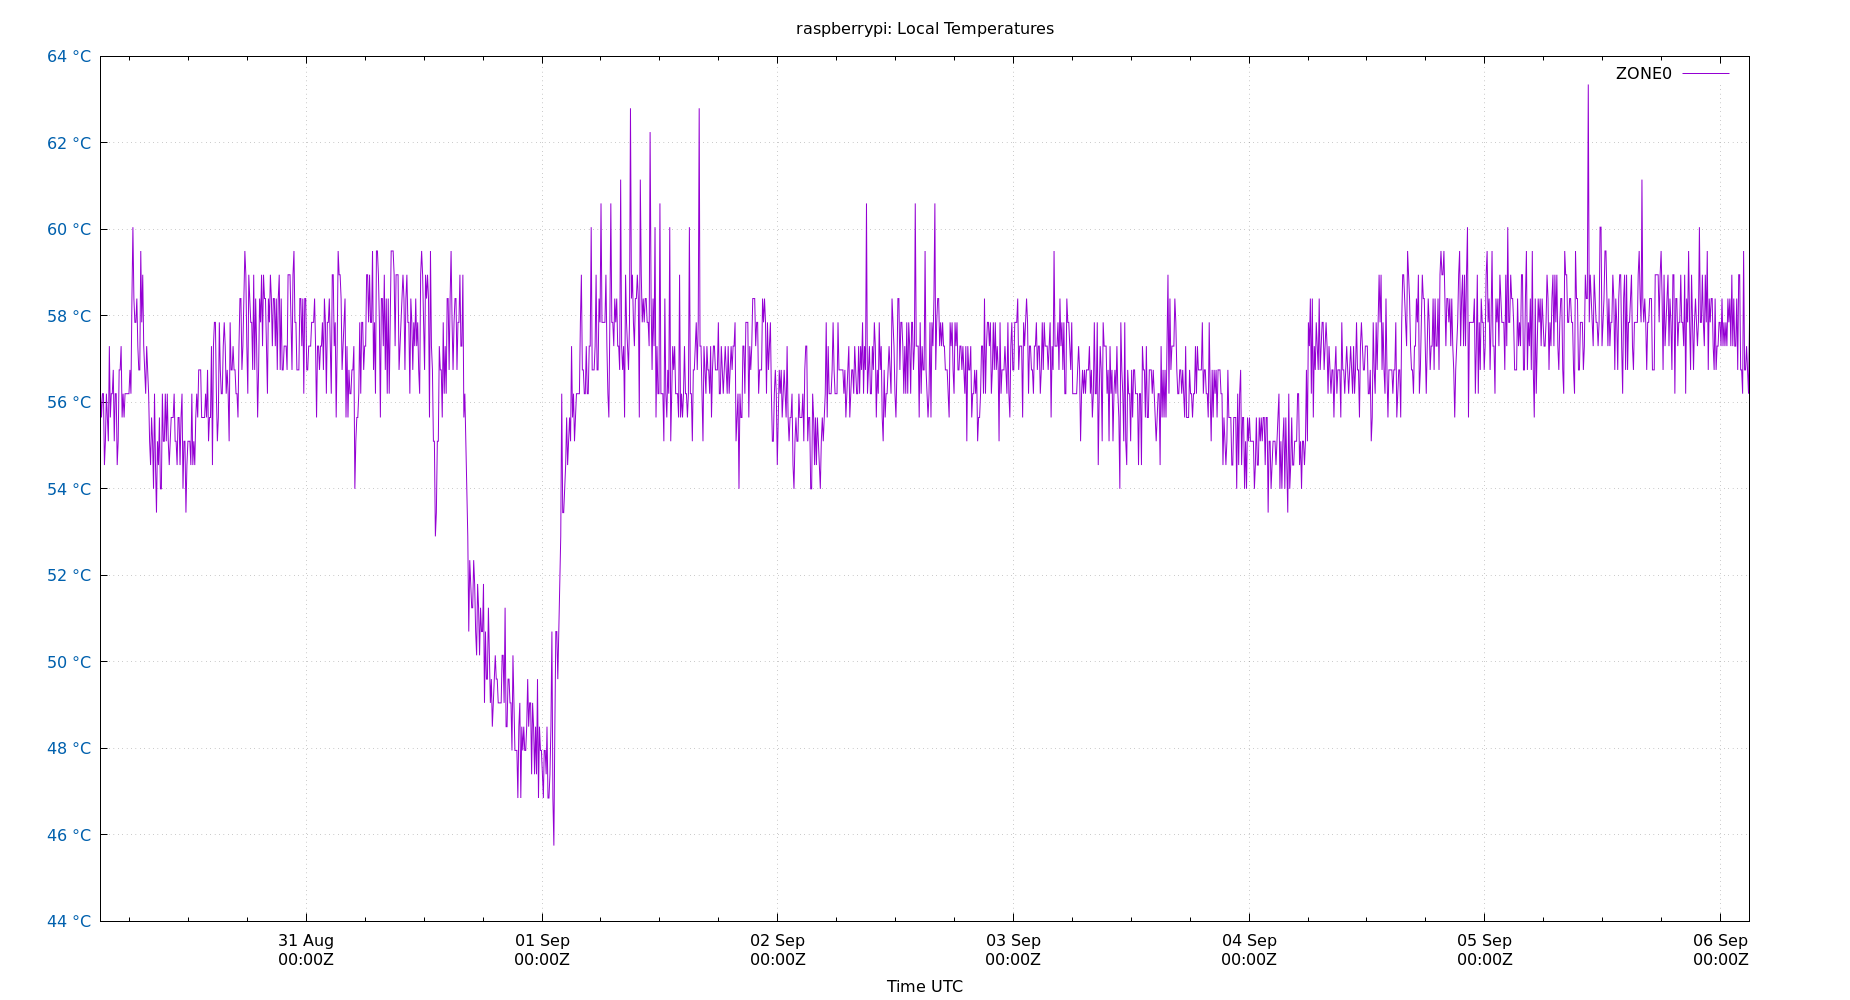 raspberrypi: Local Temperatures
64 °C
ZONE0
62 °C
60 °C
58 °C
56 °C
54 °C
52 °C
50 °C
48 °C
46 °C
44 °C
31 Aug 01 Sep 02 Sep 03 Sep 04 Sep 05 Sep 06 Sep
00:00Z 00:00Z 00:00Z 00:00Z 00:00Z 00:00Z 00:00Z
Time UTC